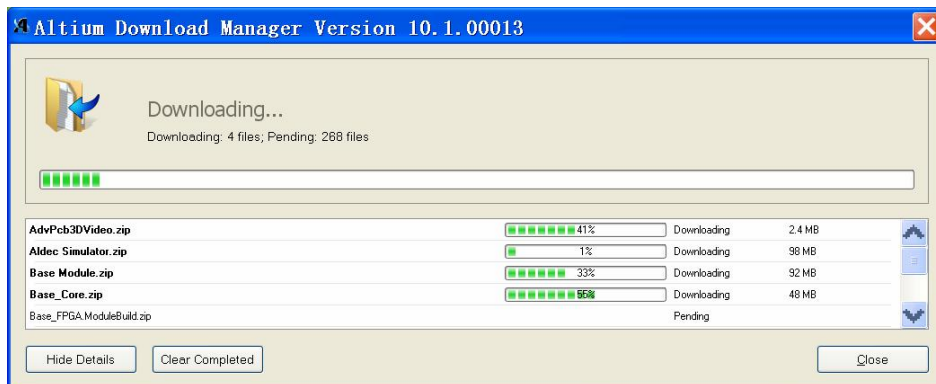 Altium Download Manager Version 10.1.00013
Downloading...
Downloading: 4 files; Pending: 268 files
AdvPcb3DVideo.zip 41% Downloading 2.4 MB
Aldec Simulator.zip 1% Downloading 98 MB
Base Module.zip 33% Downloading 92 MB
Base_Core.zip 55% Downloading 48 MB
Base_FPGA.ModuleBuild.zip Pending
Hide Details Clear Completed Close